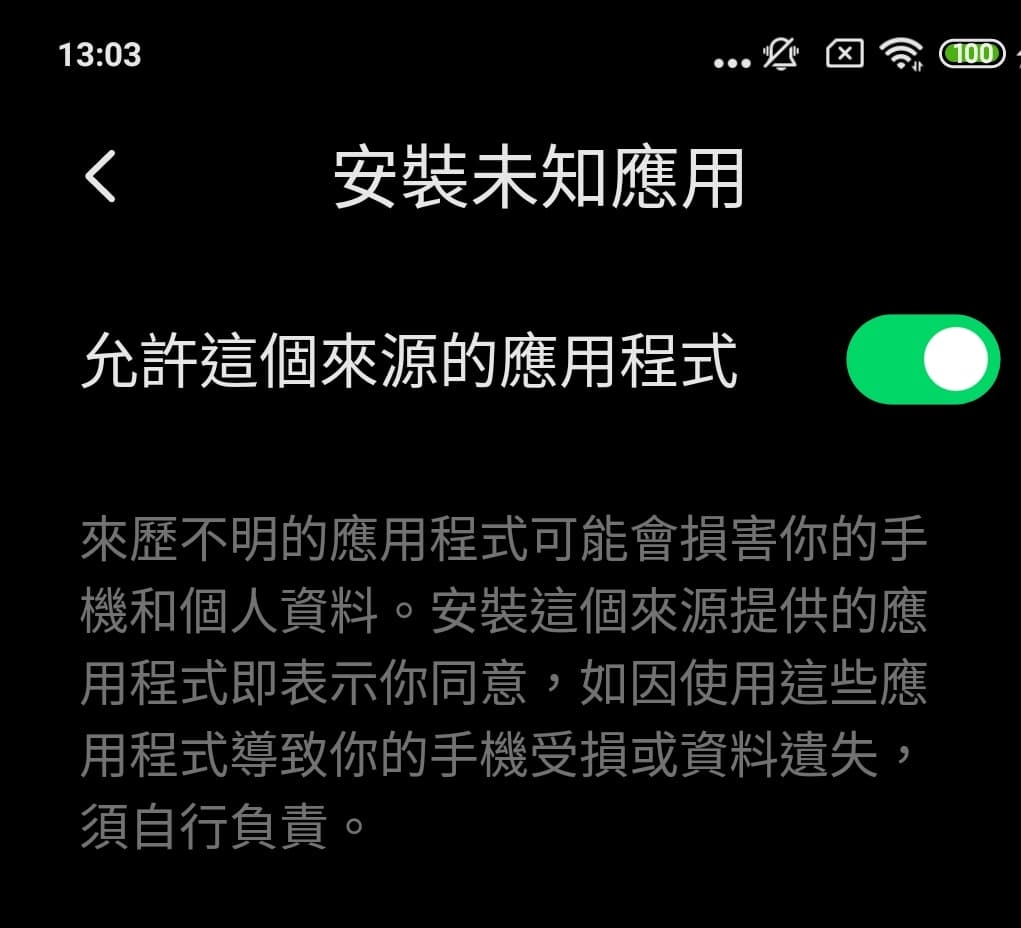 13:03
100
安裝未知應用
允許這個來源的應用程式
來歷不明的應用程式可能會損害你的手
機和個人資料。安裝這個來源提供的應
用程式即表示你同意，如因使用這些應
用程式導致你的手機受損或資料遺失，
須自行負責。